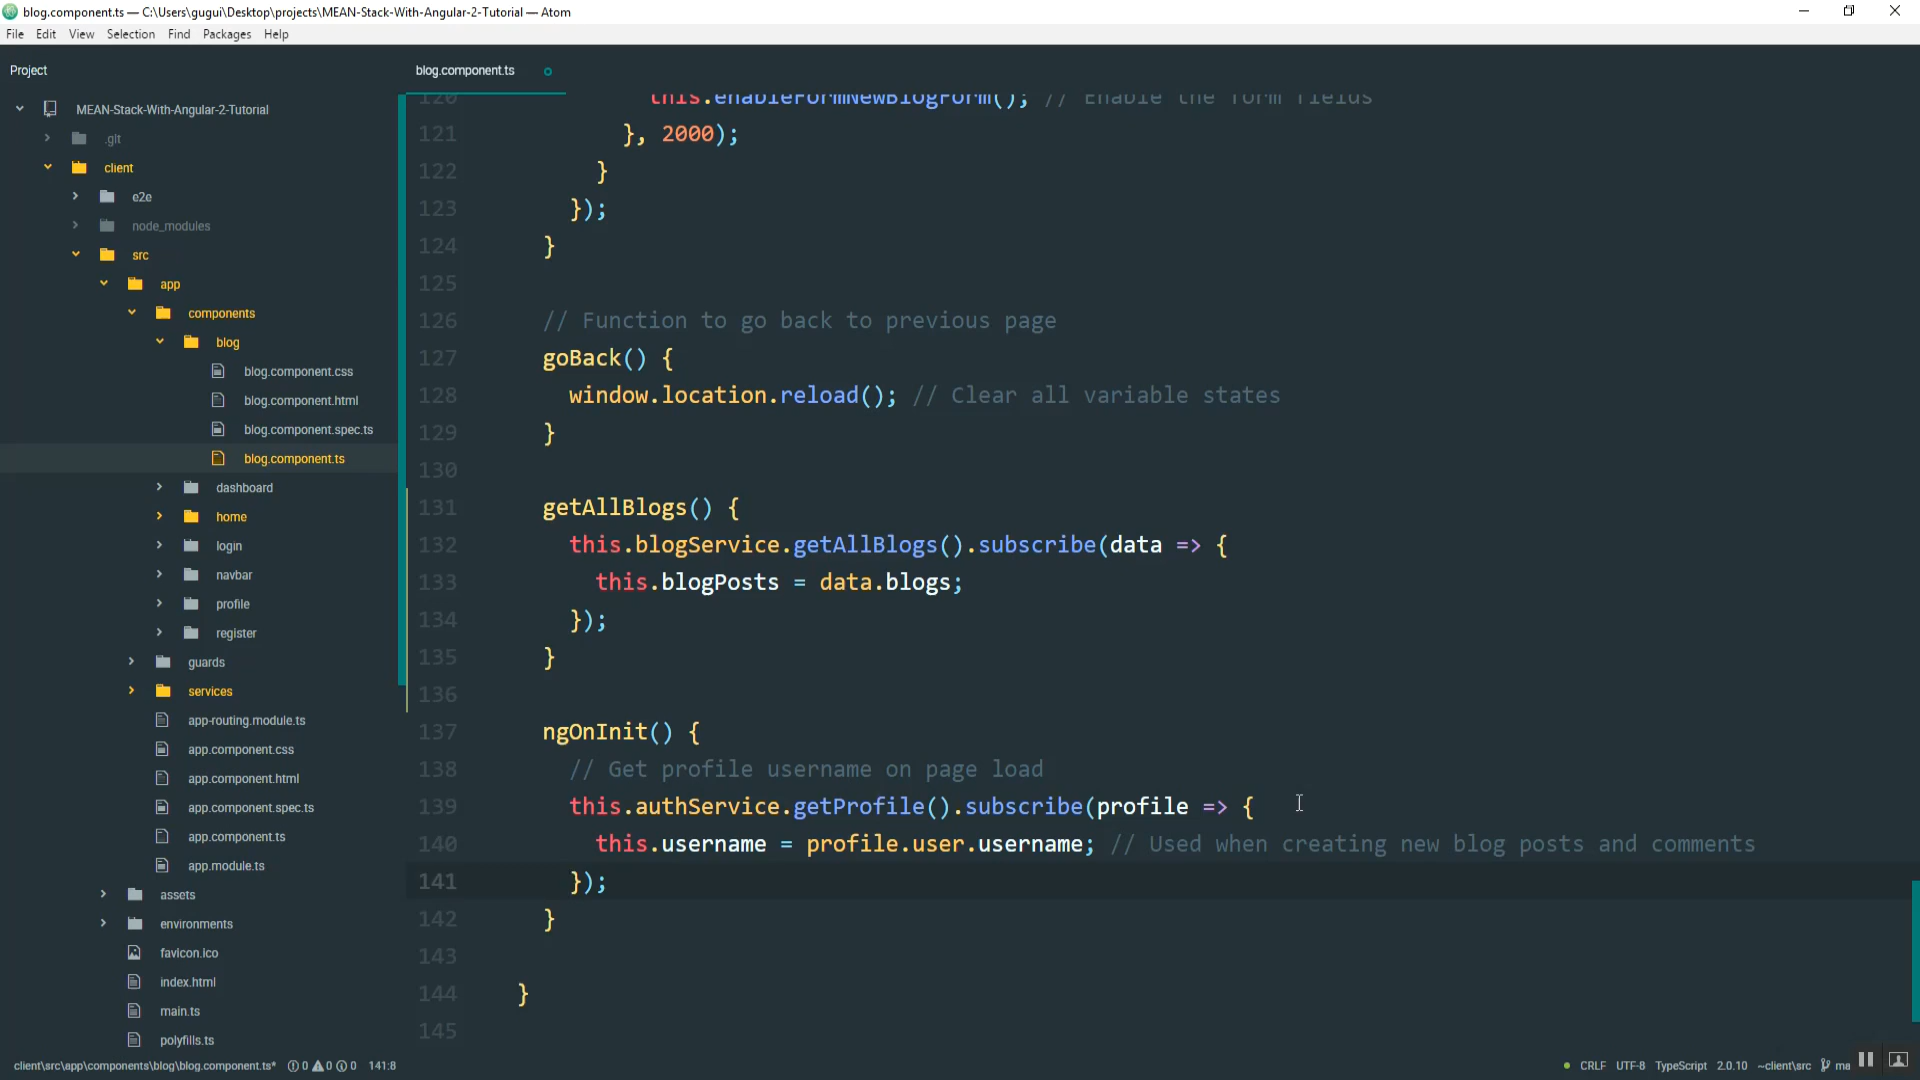 blog.component.ts — C:\Users\gugui\Desktop\projects\MEAN-Stack-With-Angular-2-Tutorial — Atom
File Edit View Selection Find Packages Help
Project
MEAN-Stack-With-Angular-2-Tutorial
.git
client
e2e
node_modules
src
app
components
blog
blog.component.css
blog.component.html
blog.component.spec.ts
blog.component.ts
dashboard
home
login
navbar
profile
register
guards
services
app-routing.module.ts
app.component.css
app.component.html
app.component.spec.ts
app.component.ts
app.module.ts
assets
environments
favicon.ico
index.html
main.ts
polyfills.ts
blog.component.ts
120 this.enableFormNewBlogForm(); // Enable the form fields
121 }, 2000);
122 }
123 });
124 }
125
126 // Function to go back to previous page
127 goBack() {
128 window.location.reload(); // Clear all variable states
129 }
130
131 getAllBlogs() {
132 this.blogService.getAllBlogs().subscribe(data => {
133 this.blogPosts = data.blogs;
134 });
135 }
136
137 ngOnInit() {
138 // Get profile username on page load
139 this.authService.getProfile().subscribe(profile => {
140 this.username = profile.user.username; // Used when creating new blog posts and comments
141 });
142 }
143
144 }
145
client\src\app\components\blog\blog.component.ts* 0 0 0 141:8 CRLF UTF-8 TypeScript 2.0.10 ~client\src ma